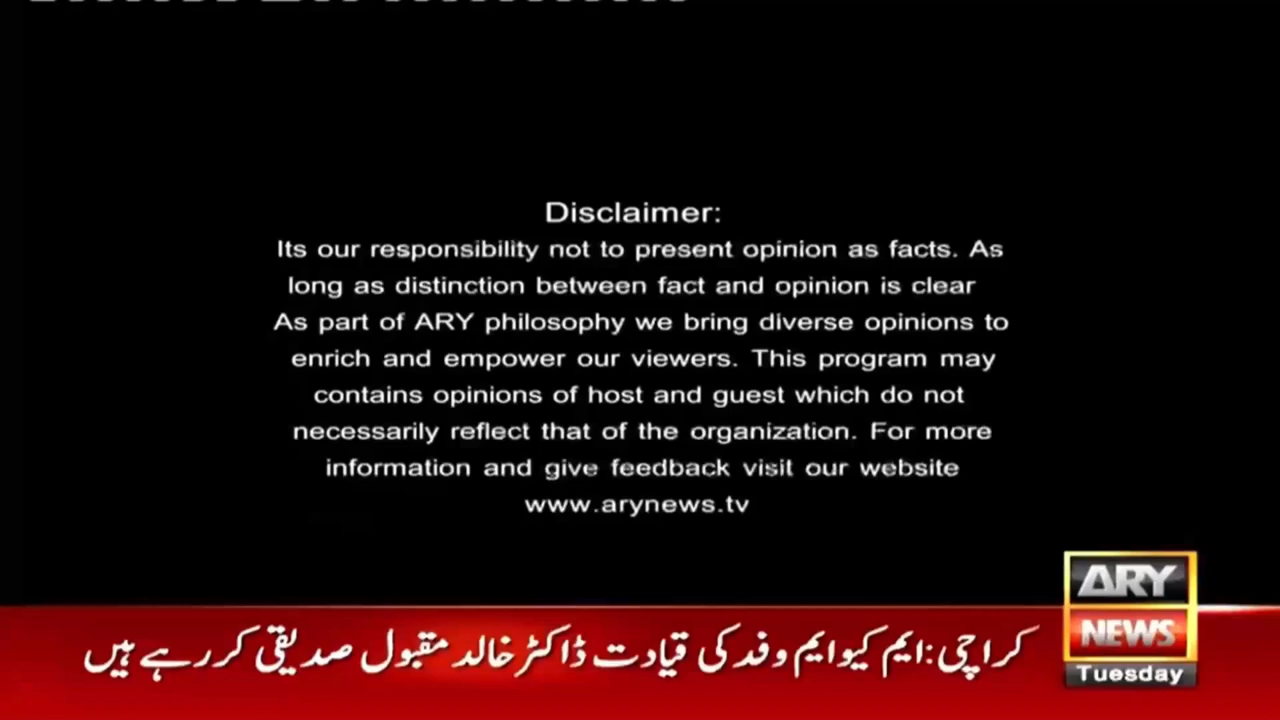 Disclaimer:
Its our responsibility not to present opinion as facts. As
long as distinction between fact and opinion is clear
As part of ARY philosophy we bring diverse opinions to
enrich and empower our viewers. This program may
contains opinions of host and guest which do not
necessarily reflect that of the organization. For more
information and give feedback visit our website
www.arynews.tv
ARY
NEWS
Tuesday
کراچی:ایم کیوایم وفد کی قیادت ڈاکٹر خالد مقبول صدیقی کر رہے ہیں